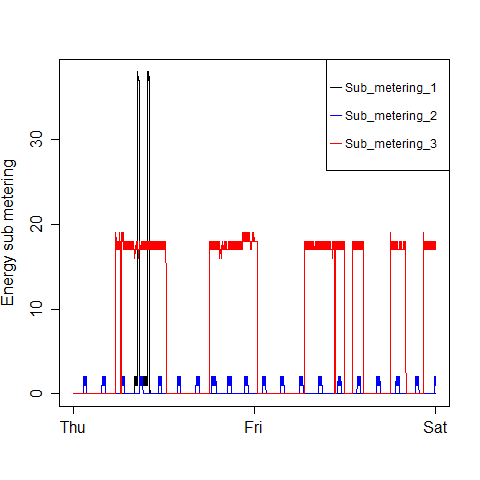 Sub_metering_1
Sub_metering_2
Sub_metering_3
Energy sub metering
30
20
10
0
Thu Fri Sat